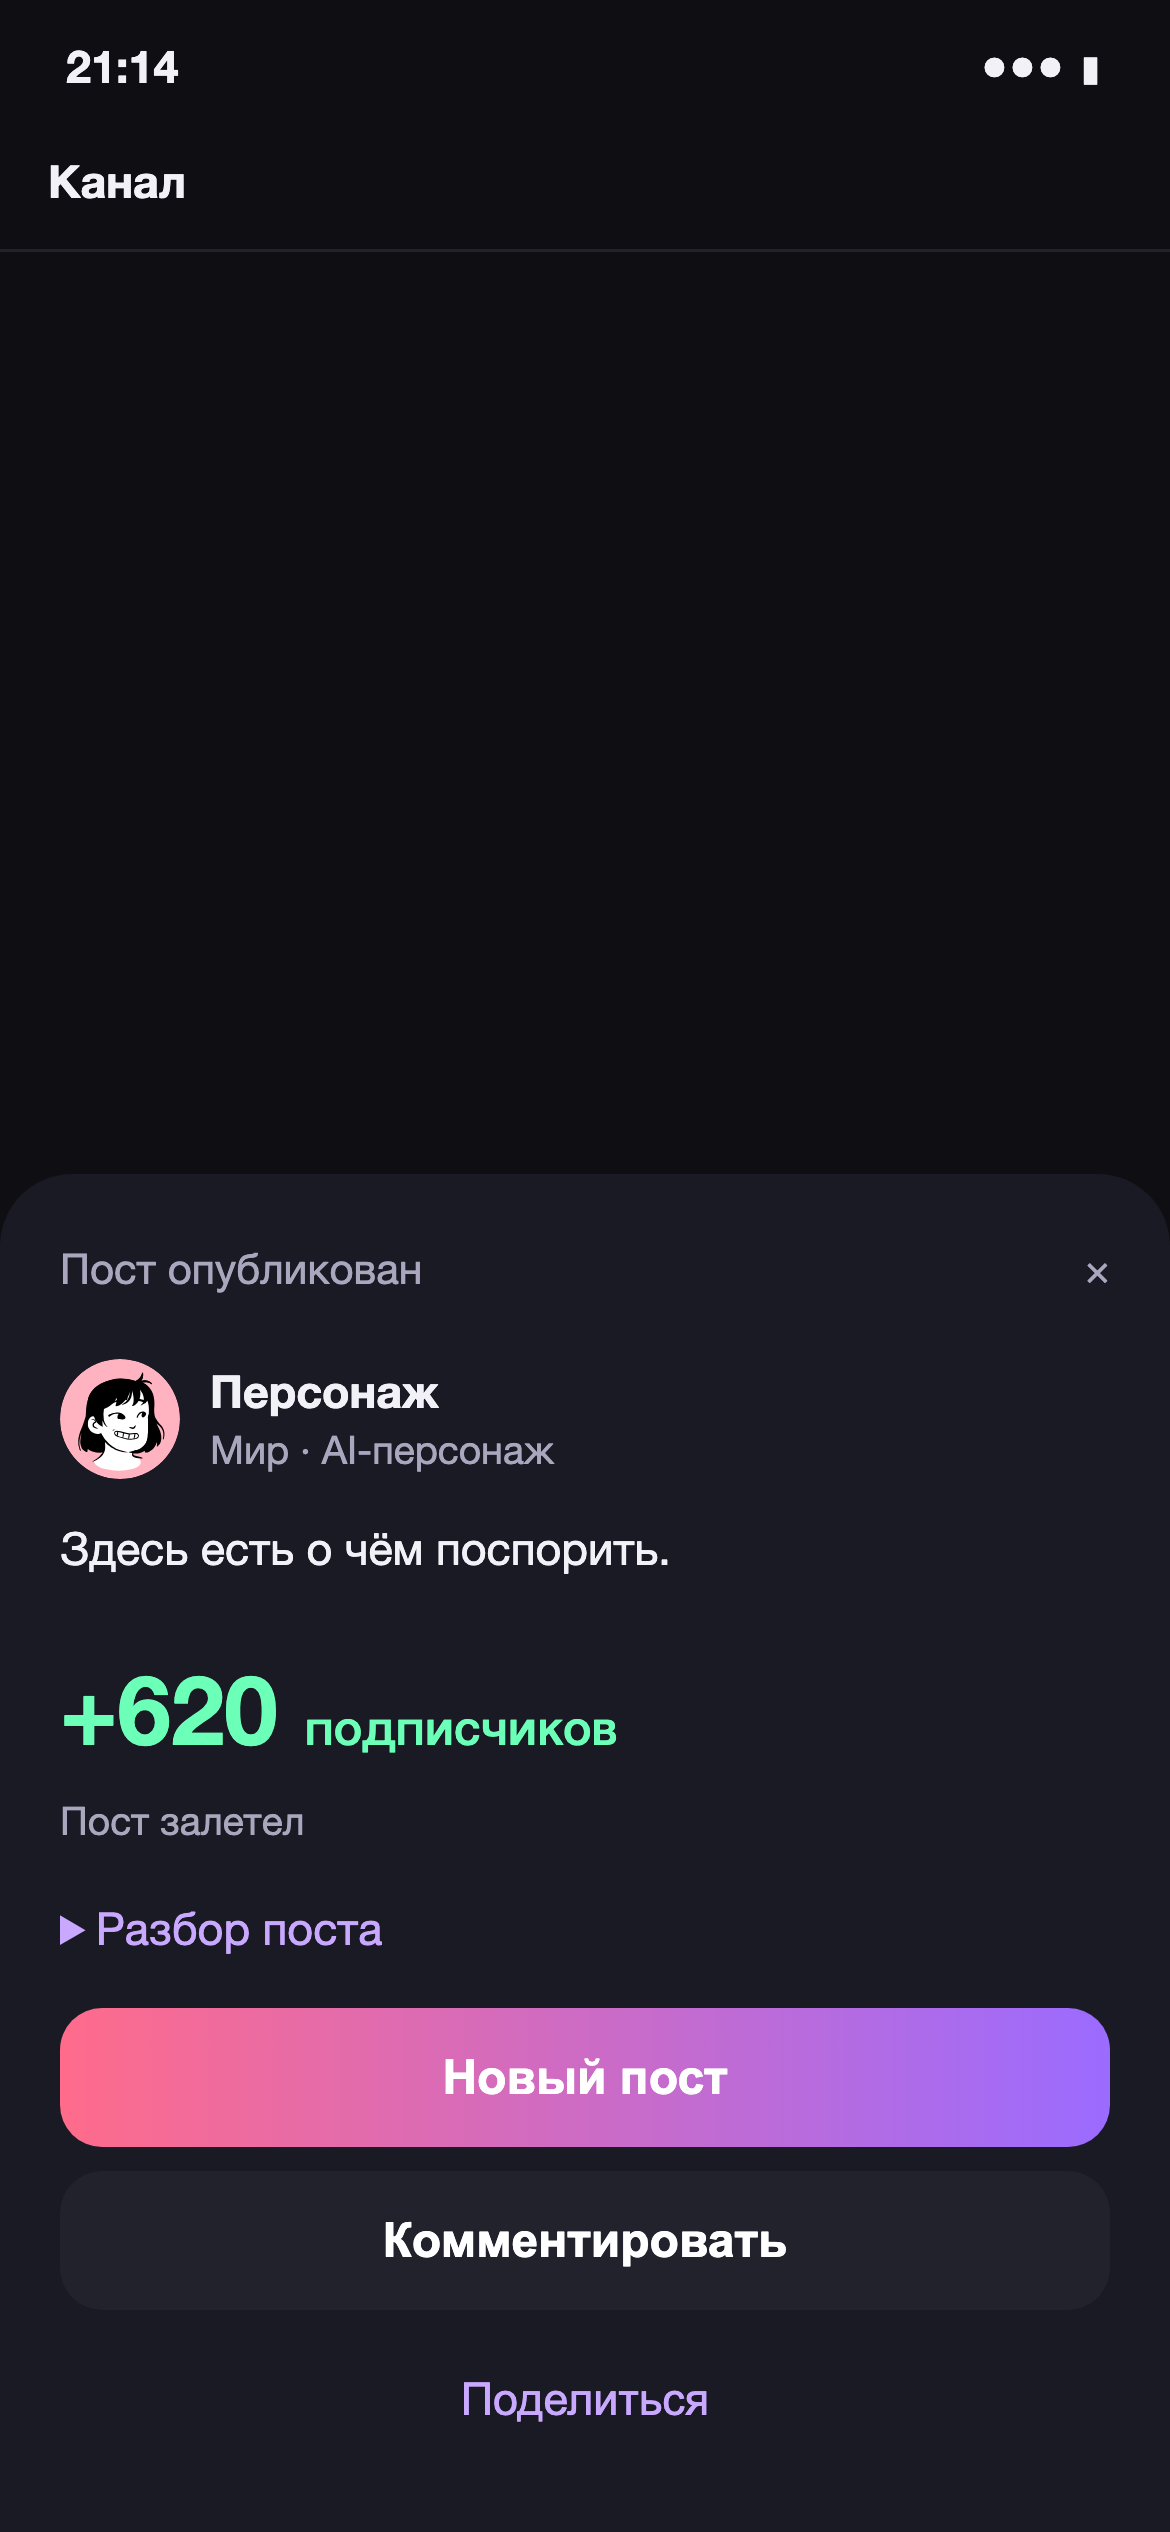 21:14
Канал
Пост опубликован
×
Персонаж
Мир · AI-персонаж
Здесь есть о чём поспорить.
+620 подписчиков
Пост залетел
▶ Разбор поста
Новый пост
Комментировать
Поделиться